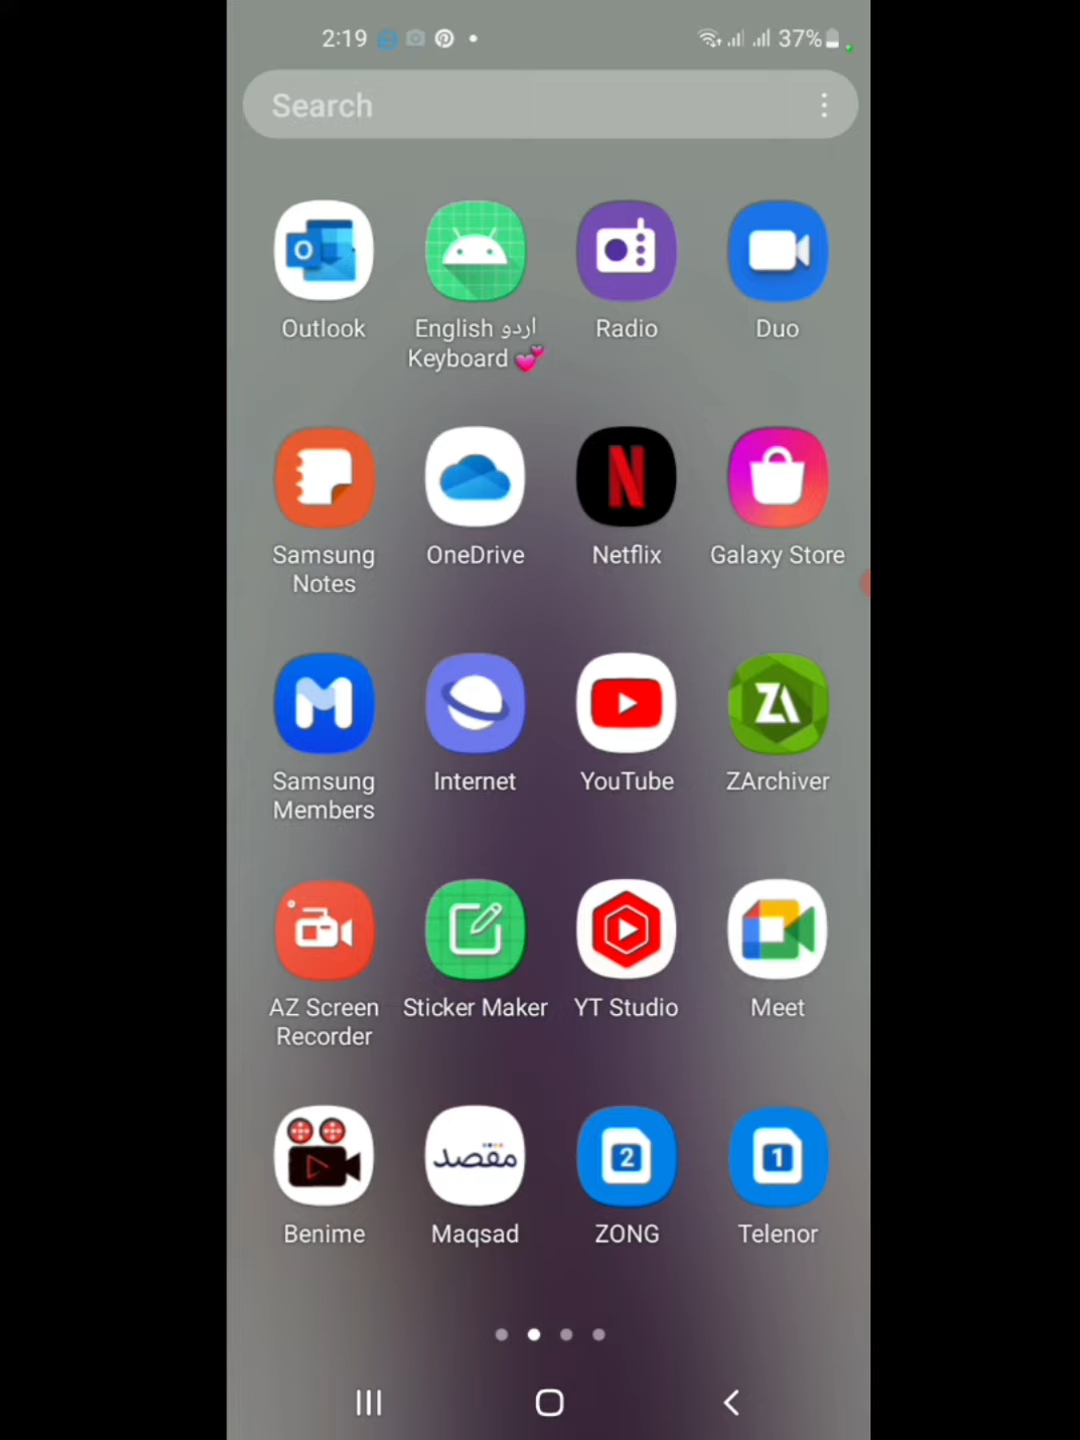 2:19 37%
Search
Outlook
English اردو
Keyboard 💕
Radio
Duo
Samsung
Notes
OneDrive
Netflix
Galaxy Store
Samsung
Members
Internet
YouTube
ZArchiver
AZ Screen
Recorder
Sticker Maker
YT Studio
Meet
Benime
مقصد
Maqsad
2
ZONG
1
Telenor